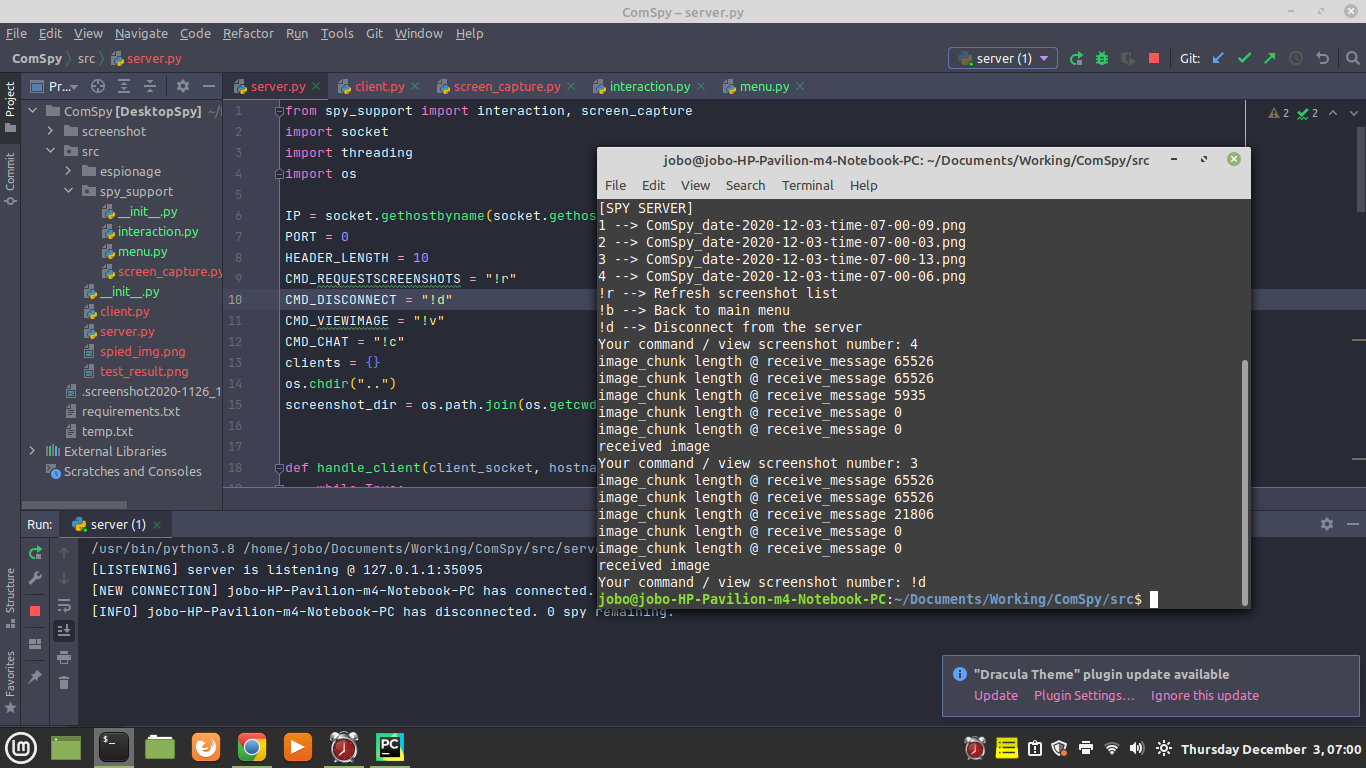 ComSpy – server.py
File Edit View Navigate Code Refactor Run Tools Git Window Help
ComSpy src server.py
server (1)
Git:
Project
Commit
Structure
Favorites
Pr...
ComSpy [DesktopSpy] ~/
screenshot
src
espionage
spy_support
__init__.py
interaction.py
menu.py
screen_capture.py
__init__.py
client.py
server.py
spied_img.png
test_result.png
.screenshot2020-1126_1
requirements.txt
temp.txt
External Libraries
Scratches and Consoles
server.py client.py screen_capture.py interaction.py menu.py
2 2
1 from spy_support import interaction, screen_capture
2 import socket
3 import threading
4 import os
5
6 IP = socket.gethostbyname(socket.gethos
7 PORT = 0
8 HEADER_LENGTH = 10
9 CMD_REQUESTSCREENSHOTS = "!r"
10 CMD_DISCONNECT = "!d"
11 CMD_VIEWIMAGE = "!v"
12 CMD_CHAT = "!c"
13 clients = {}
14 os.chdir("..")
15 screenshot_dir = os.path.join(os.getcwd
16
17
18 def handle_client(client_socket, hostna
while True:
jobo@jobo-HP-Pavilion-m4-Notebook-PC: ~/Documents/Working/ComSpy/src
File Edit View Search Terminal Help
[SPY SERVER]
1 --> ComSpy_date-2020-12-03-time-07-00-09.png
2 --> ComSpy_date-2020-12-03-time-07-00-03.png
3 --> ComSpy_date-2020-12-03-time-07-00-13.png
4 --> ComSpy_date-2020-12-03-time-07-00-06.png
!r --> Refresh screenshot list
!b --> Back to main menu
!d --> Disconnect from the server
Your command / view screenshot number: 4
image_chunk length @ receive_message 65526
image_chunk length @ receive_message 65526
image_chunk length @ receive_message 5935
image_chunk length @ receive_message 0
image_chunk length @ receive_message 0
received image
Your command / view screenshot number: 3
image_chunk length @ receive_message 65526
image_chunk length @ receive_message 65526
image_chunk length @ receive_message 21806
image_chunk length @ receive_message 0
image_chunk length @ receive_message 0
received image
Your command / view screenshot number: !d
jobo@jobo-HP-Pavilion-m4-Notebook-PC:~/Documents/Working/ComSpy/src$
Run: server (1)
/usr/bin/python3.8 /home/jobo/Documents/Working/ComSpy/src/serve
[LISTENING] server is listening @ 127.0.1.1:35095
[NEW CONNECTION] jobo-HP-Pavilion-m4-Notebook-PC has connected.
[INFO] jobo-HP-Pavilion-m4-Notebook-PC has disconnected. 0 spy remaining.
"Dracula Theme" plugin update available
Update Plugin Settings... Ignore this update
PC
Thursday December 3, 07:00